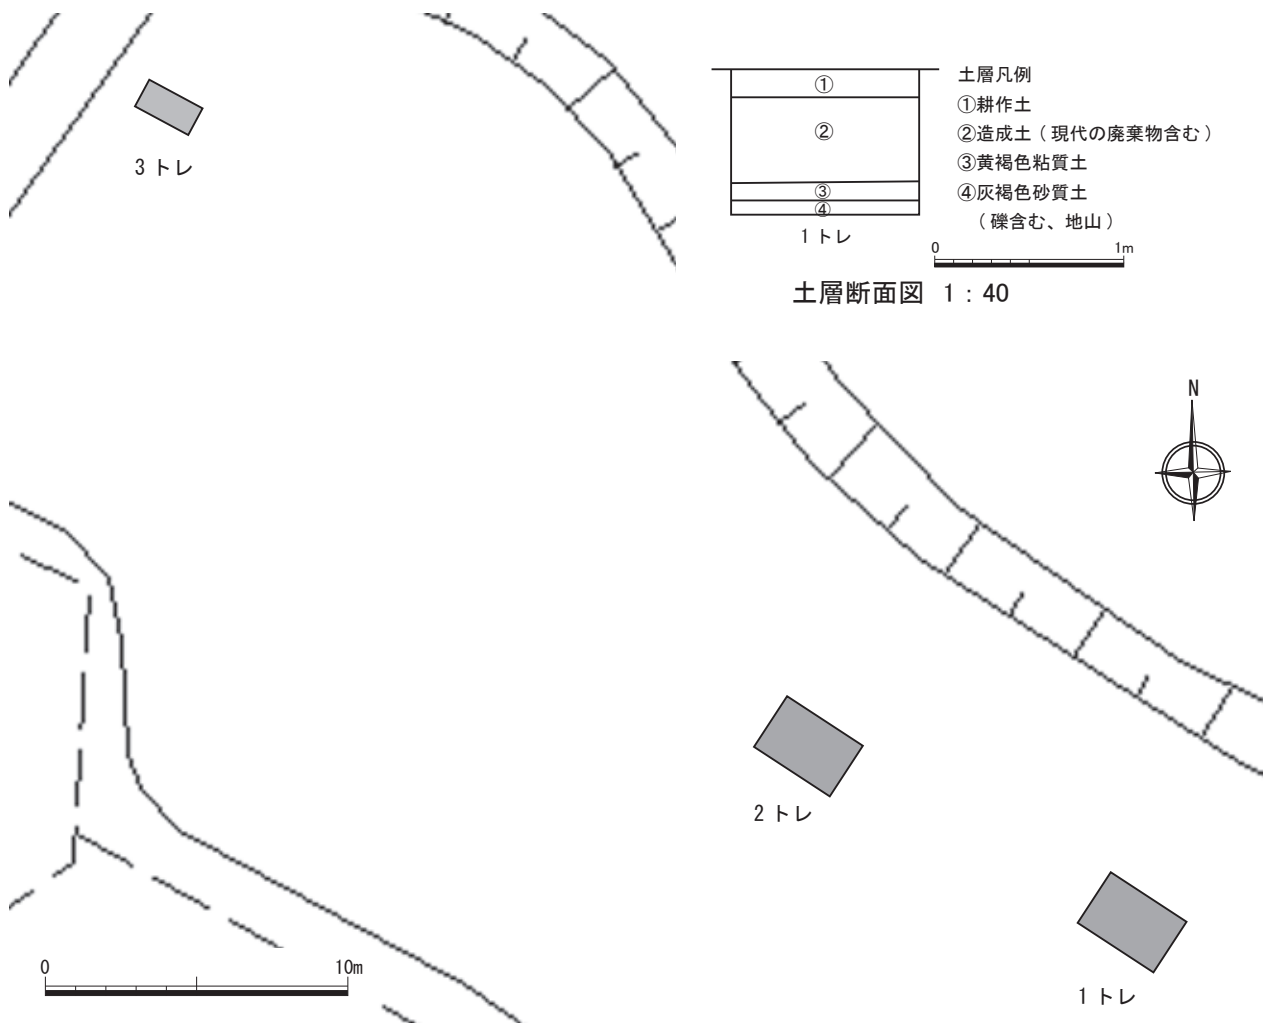 3 トレ
①
②
③
④
1 トレ
土層凡例
①耕作土
②造成土（現代の廃棄物含む）
③黄褐色粘質土
④灰褐色砂質土
（礫含む、地山）
0 1m
土層断面図 1：40
N
2 トレ
1 トレ
0 10m